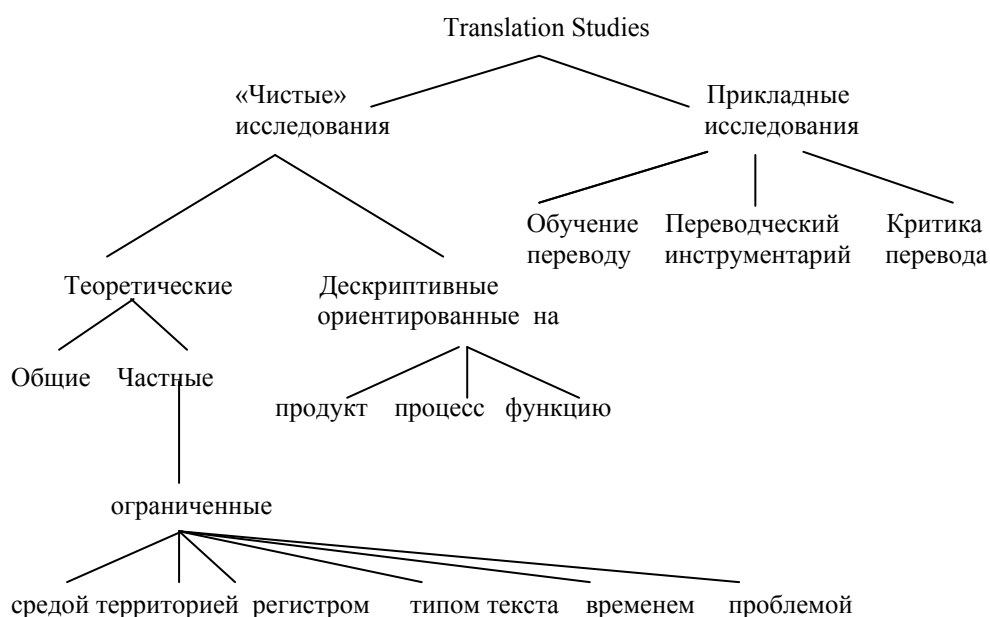 Translation Studies
«Чистые»
исследования
Прикладные
исследования
Обучение
переводу
Переводческий
инструментарий
Критика
перевода
Теоретические
Дескриптивные
ориентированные на
Общие Частные
продукт процесс функцию
ограниченные
средой территорией регистром типом текста временем проблемой